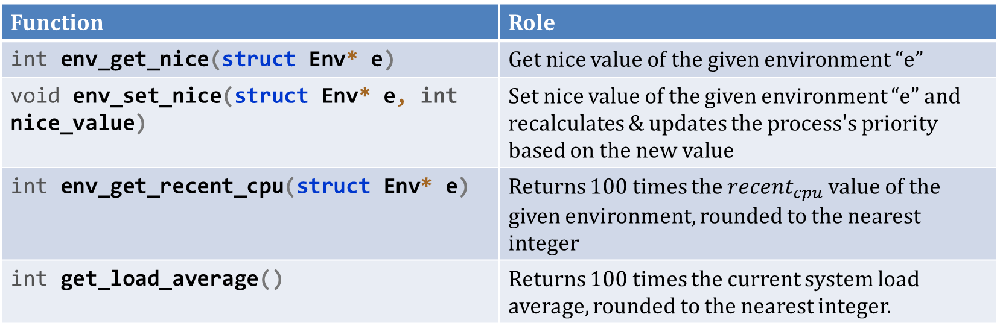 Function
Role
int env_get_nice(struct Env* e)
Get nice value of the given environment “e”
void env_set_nice(struct Env* e, int
nice_value)
Set nice value of the given environment “e” and
recalculates & updates the process's priority
based on the new value
int env_get_recent_cpu(struct Env* e)
Returns 100 times the recent_cpu value of the
given environment, rounded to the nearest
integer
int get_load_average()
Returns 100 times the current system load
average, rounded to the nearest integer.